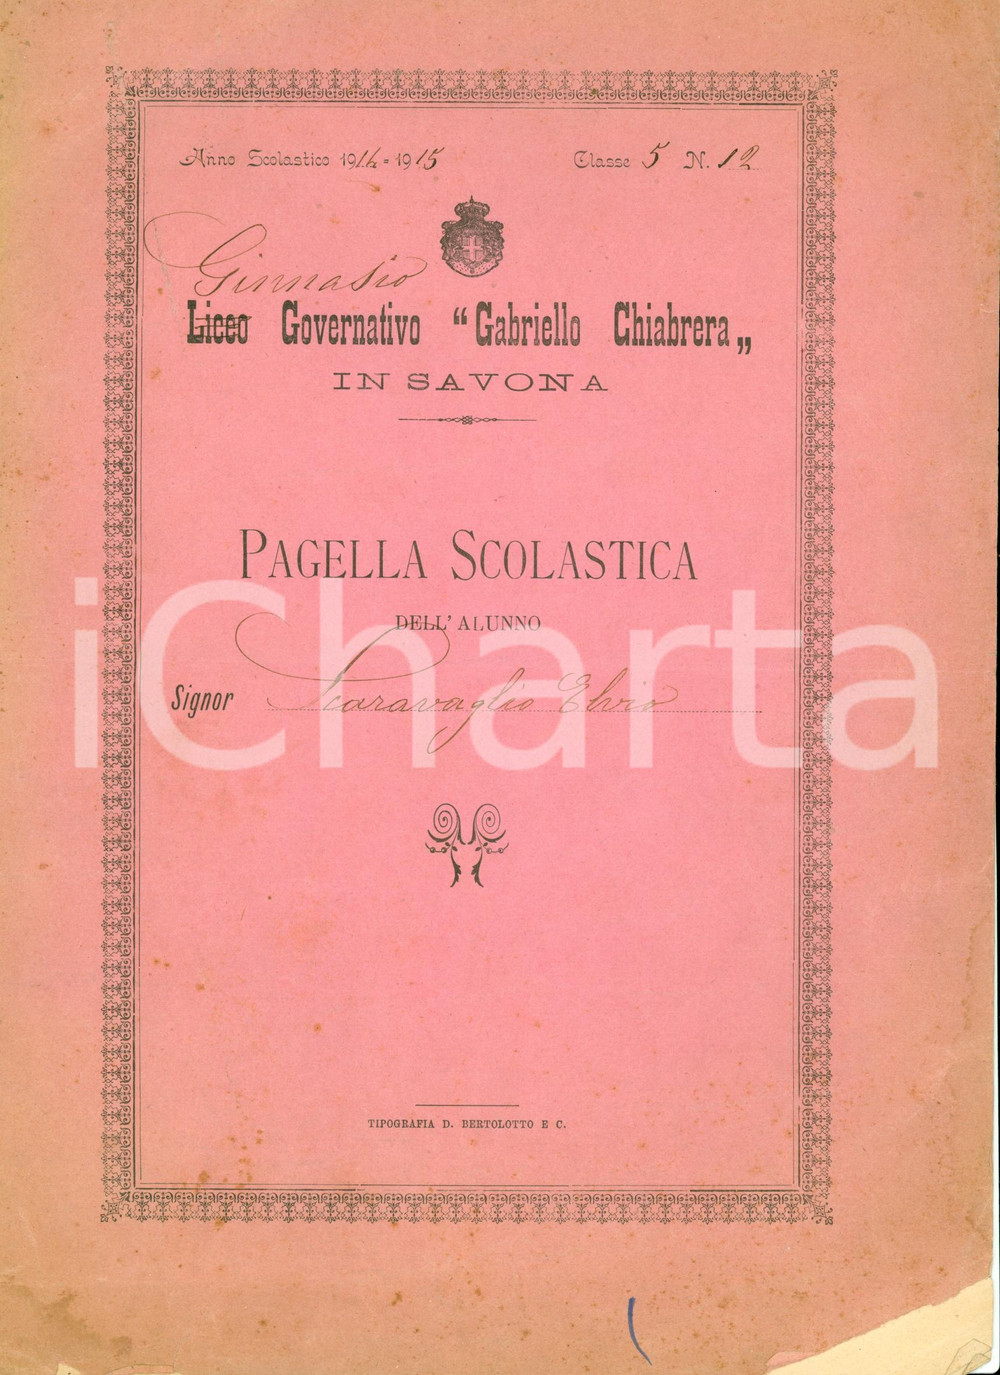 Anno Scolastico 1914=1915 Classe 5 N. 12
Ginnasio
Liceo Governativo “Gabriello Chiabrera„
IN SAVONA
PAGELLA SCOLASTICA
DELL'ALUNNO
Signor Scaravaglio Elvio
iCharta
TIPOGRAFIA D. BERTOLOTTO E C.